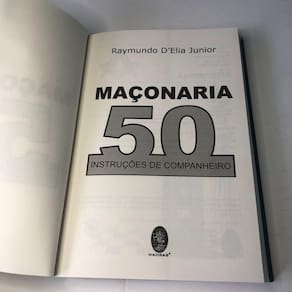 Raymundo D'Elia Junior
MAÇONARIA
50
INSTRUÇÕES DE COMPANHEIRO
MADRAS